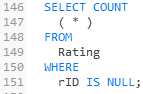 146 SELECT COUNT
147 ( * )
148 FROM
149 Rating
150 WHERE
151 rID IS NULL;